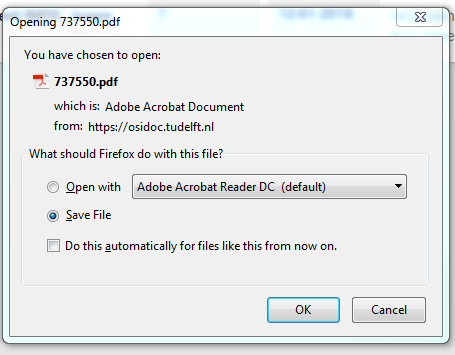 Opening 737550.pdf
You have chosen to open:
737550.pdf
which is: Adobe Acrobat Document
from: https://osidoc.tudelft.nl
What should Firefox do with this file?
Open with Adobe Acrobat Reader DC (default)
Save File
Do this automatically for files like this from now on.
OK Cancel